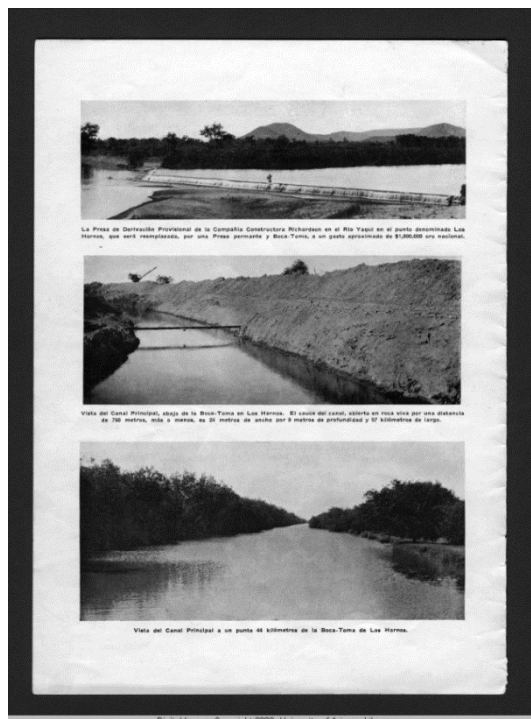 La Presa de Derivación Provisional de la Compañía Constructora Richardson en el Río Yaqui en el punto denominado Los
Hornos, que será reemplazada, por una Presa permante y Boca-Toma, a un gasto aproximado de $1,000,000 oro nacional.
Vista del Canal Principal, abajo de la Boca-Toma en Los Hornos. El cauce del canal, abierto en roca viva por una distancia
de metros, más o menos, es metros de ancho por metros de profundidad y 57 kilómetros de largo.
Vista del Canal Principal a un punto 44 kilómetros de la Boca-Toma de Los Hornos.